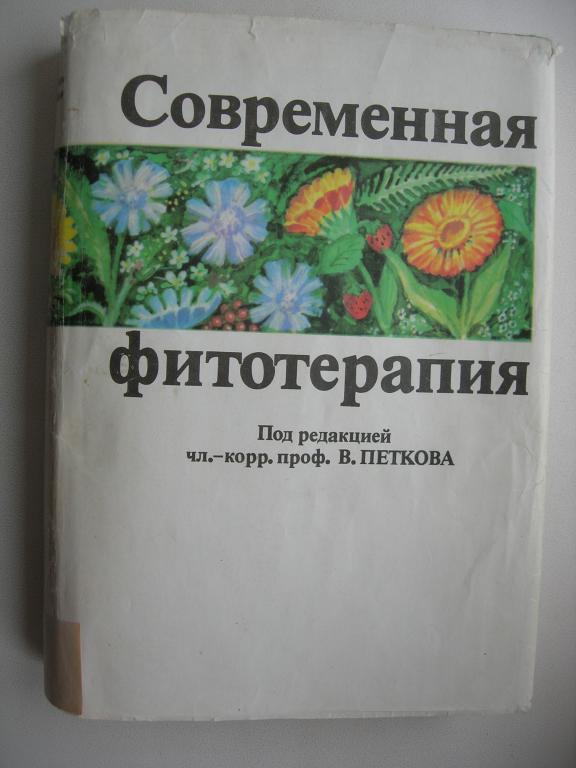 Современная
фитотерапия
Под редакцией
чл.-корр. проф. В. ПЕТКОВА